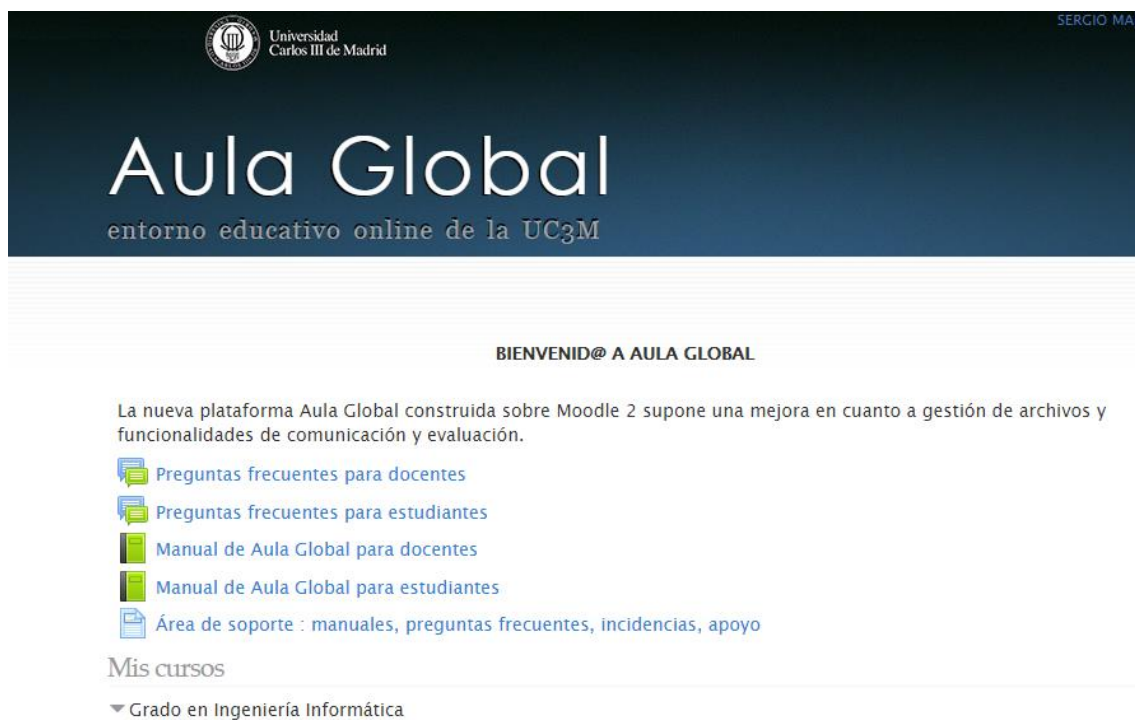 Universidad
Carlos III de Madrid
SERGIO MA
Aula Global
entorno educativo online de la UC3M
BIENVENID@ A AULA GLOBAL
La nueva plataforma Aula Global construida sobre Moodle 2 supone una mejora en cuanto a gestión de archivos y
funcionalidades de comunicación y evaluación.
Preguntas frecuentes para docentes
Preguntas frecuentes para estudiantes
Manual de Aula Global para docentes
Manual de Aula Global para estudiantes
Área de soporte : manuales, preguntas frecuentes, incidencias, apoyo
Mis cursos
Grado en Ingeniería Informática